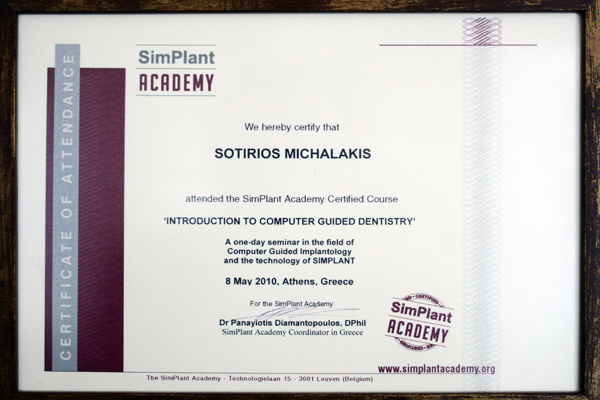 SimPlant
ACADEMY
CERTIFICATE OF ATTENDANCE
We hereby certify that
SOTIRIOS MICHALAKIS
attended the SimPlant Academy Certified Course
‘INTRODUCTION TO COMPUTER GUIDED DENTISTRY’
A one-day seminar in the field of
Computer Guided Implantology
and the technology of SIMPLANT
8 May 2010, Athens, Greece
For the SimPlant Academy
Dr Panayiotis Diamantopoulos, DPhil
SimPlant Academy Coordinator in Greece
SimPlant
ACADEMY
www.simplantacademy.org
The SimPlant Academy - Technologielaan 15 - 3001 Leuven (Belgium)